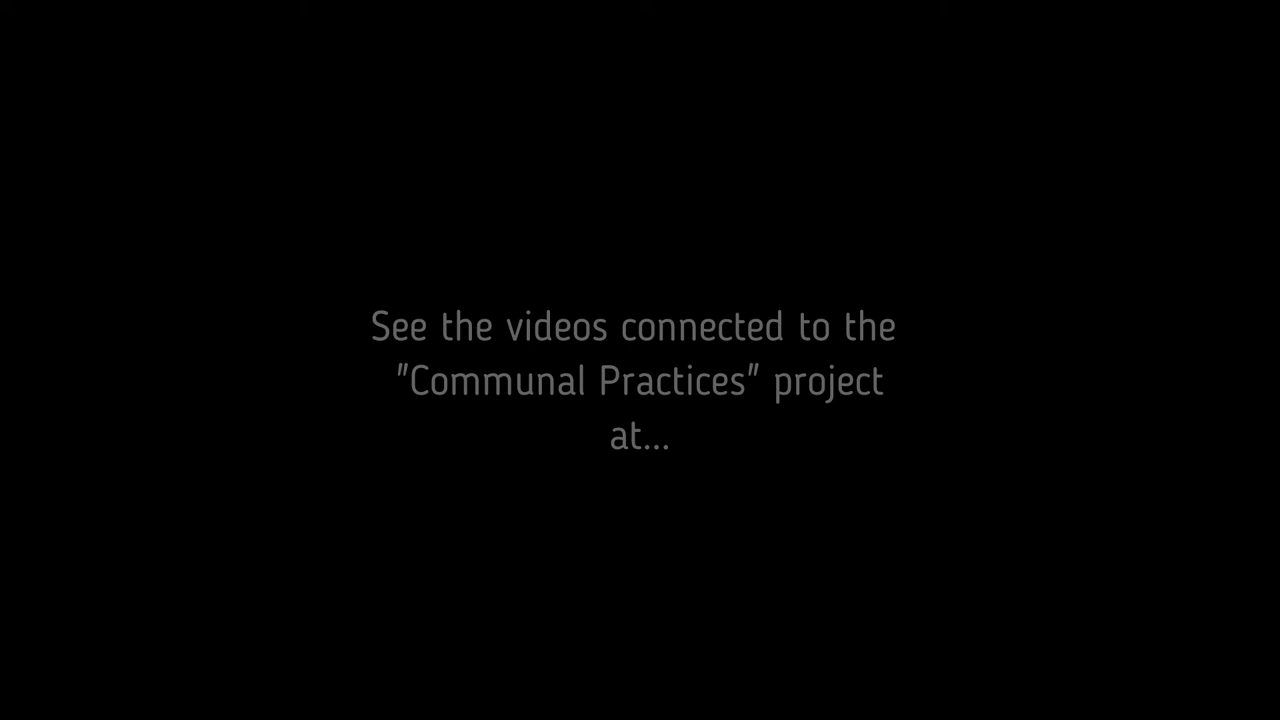 See the videos connected to the
"Communal Practices" project
at...